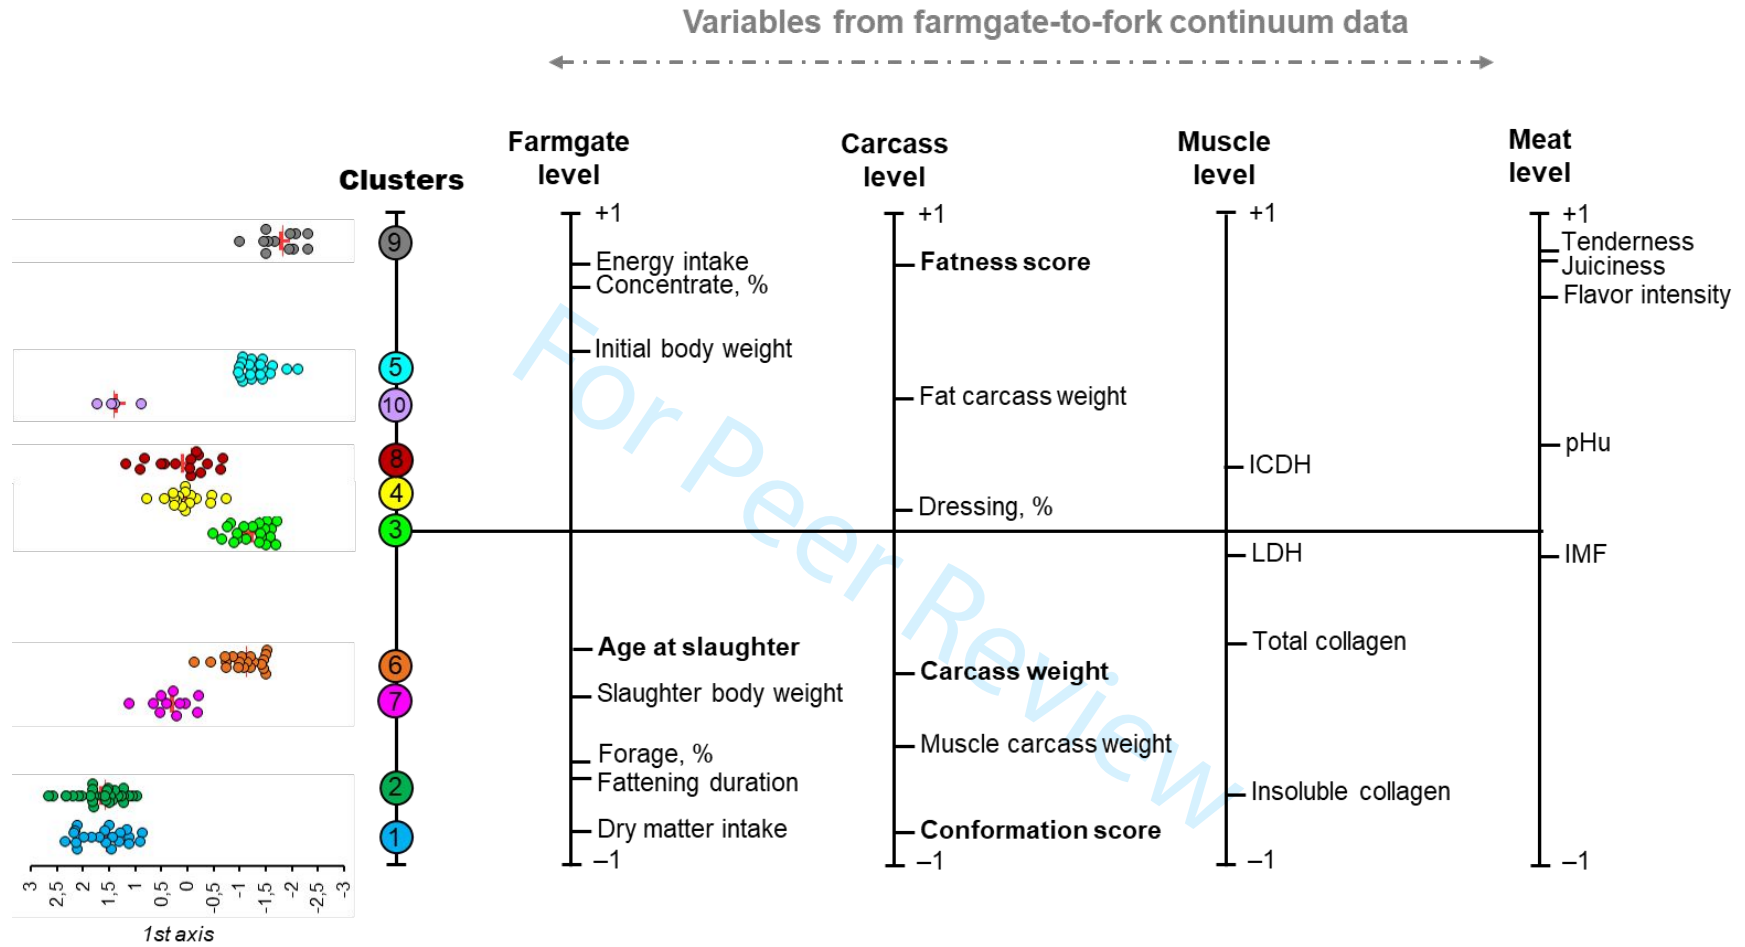 Variables from farmgate-to-fork continuum data
Clusters
Farmgate
level
Carcass
level
Muscle
level
Meat
level
9
5
10
8
4
3
6
7
2
1
+1
Energy intake
Concentrate, %
Initial body weight
Age at slaughter
Slaughter body weight
Forage, %
Fattening duration
Dry matter intake
–1
+1
Fatness score
Fat carcass weight
Dressing, %
Carcass weight
Muscle carcass weight
Conformation score
–1
+1
ICDH
LDH
Total collagen
Insoluble collagen
–1
+1
Tenderness
Juiciness
Flavor intensity
pHu
IMF
–1
3
2,5
2
1,5
1
0,5
0
-0,5
-1
-1,5
-2
-2,5
-3
1st axis
For Peer Review